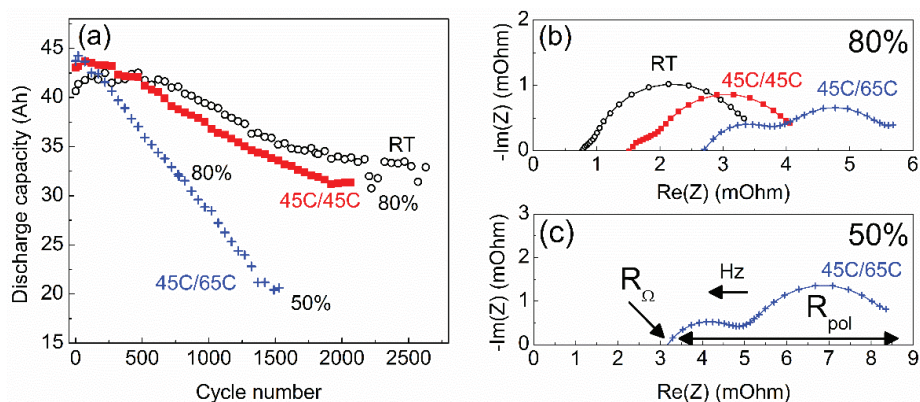 (a)
Discharge capacity (Ah)
45
40
35
30
25
20
15
80%
RT
45C/45C
80%
45C/65C
50%
0 500 1000 1500 2000 2500
Cycle number
(b)
80%
-Im(Z) (mOhm)
2
1
0
RT
45C/45C
45C/65C
0 1 2 3 4 5 6
Re(Z) (mOhm)
(c)
50%
-Im(Z) (mOhm)
3
2
1
0
45C/65C
Hz
RΩ
Rpol
0 1 2 3 4 5 6 7 8 9
Re(Z) (mOhm)